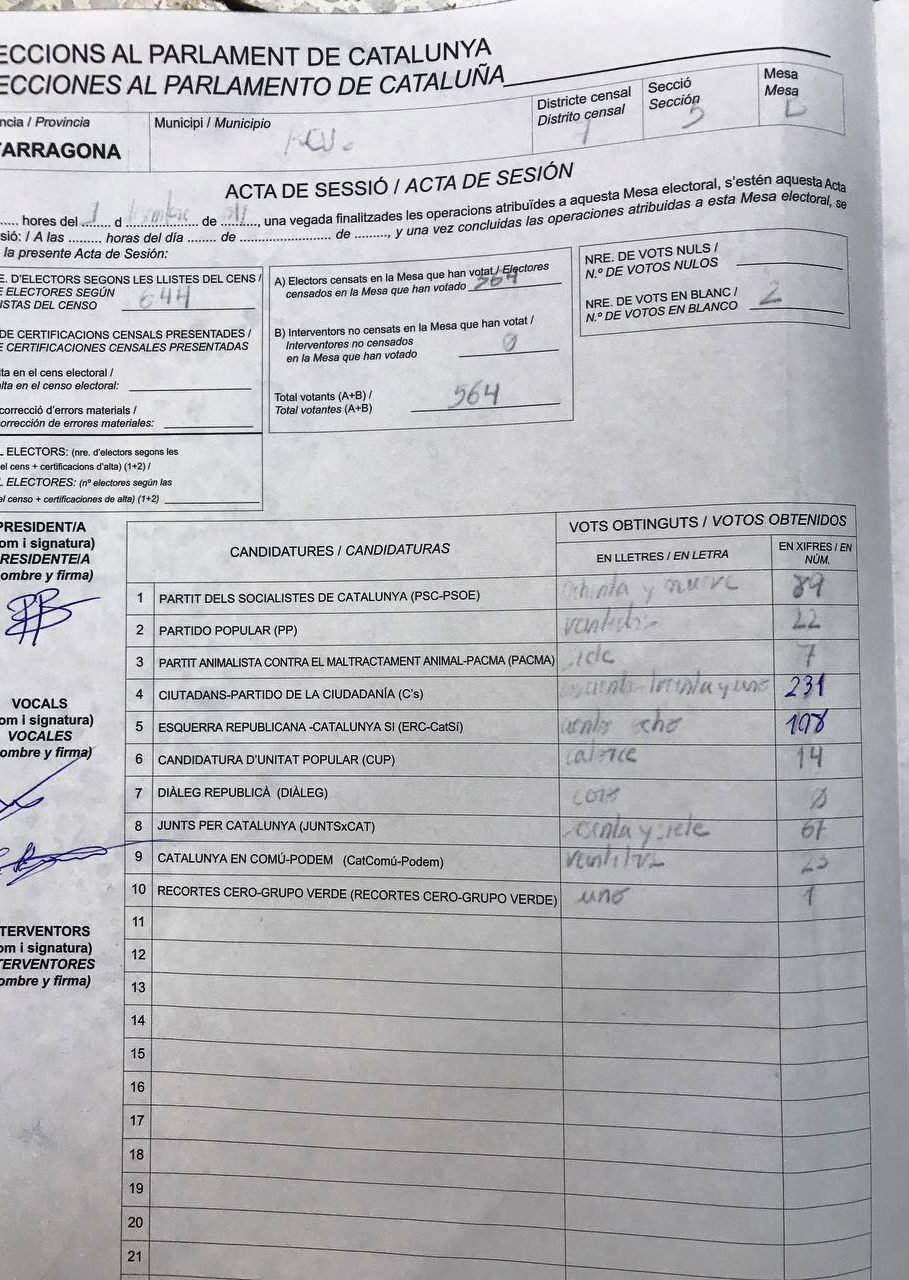 ECCIONS AL PARLAMENT DE CATALUNYA
ECCIONES AL PARLAMENTO DE CATALUÑA
ncia / Provincia
ARRAGONA
Municipi / Municipio
Districte censal
Distrito censal
1
Secció
Sección
Mesa
Mesa
ACTA DE SESSIÓ / ACTA DE SESIÓN
..... hores del ....... d ............... de ........, una vegada finalitzades les operacions atribuïdes a aquesta Mesa electoral, s'estén aquesta Acta
sió: / A las ........, horas del día ....... de ........................ de ........., y una vez concluidas las operaciones atribuidas a esta Mesa electoral, se
la presente Acta de Sesión:
E. D'ELECTORS SEGONS LES LLISTES DEL CENS /
E ELECTORES SEGÚN
ISTAS DEL CENSO 644
DE CERTIFICACIONS CENSALS PRESENTADES /
E CERTIFICACIONES CENSALES PRESENTADAS
lta en el cens electoral /
alta en el censo electoral:
correcció d'errors materials /
orrección de errores materiales:
L ELECTORS: (nre. d'electors segons les
el cens + certificacions d'alta) (1+2) /
L ELECTORES: (nº electores según las
el censo + certificaciones de alta) (1+2)
A) Electors censats en la Mesa que han votat / Electores
censados en la Mesa que han votado 564
B) Interventors no censats en la Mesa que han votat /
Interventores no censados
en la Mesa que han votado 0
Total votants (A+B) /
Total votantes (A+B) 564
NRE. DE VOTS NULS /
N.º DE VOTOS NULOS
NRE. DE VOTS EN BLANC /
N.º DE VOTOS EN BLANCO 2
PRESIDENT/A
om i signatura)
RESIDENTE/A
ombre y firma)
VOCALS
om i signatura)
VOCALES
ombre y firma)
TERVENTORS
om i signatura)
TERVENTORES
ombre y firma)
CANDIDATURES / CANDIDATURAS
VOTS OBTINGUTS / VOTOS OBTENIDOS
EN LLETRES / EN LETRA
EN XIFRES / EN
NÚM.
1 PARTIT DELS SOCIALISTES DE CATALUNYA (PSC-PSOE) ochenta y nueve 89
2 PARTIDO POPULAR (PP) 22
3 PARTIT ANIMALISTA CONTRA EL MALTRACTAMENT ANIMAL-PACMA (PACMA) siete 7
4 CIUTADANS-PARTIDO DE LA CIUDADANÍA (C's) treinta y uno 231
5 ESQUERRA REPUBLICANA -CATALUNYA SÍ (ERC-CatSí) ciento ocho 108
6 CANDIDATURA D'UNITAT POPULAR (CUP) catorce 14
7 DIÀLEG REPUBLICÀ (DIÀLEG) cero 0
8 JUNTS PER CATALUNYA (JUNTSxCAT) sesenta y siete 67
9 CATALUNYA EN COMÚ-PODEM (CatComú-Podem) 23
10 RECORTES CERO-GRUPO VERDE (RECORTES CERO-GRUPO VERDE) uno 1
11
12
13
14
15
16
17
18
19
20
21